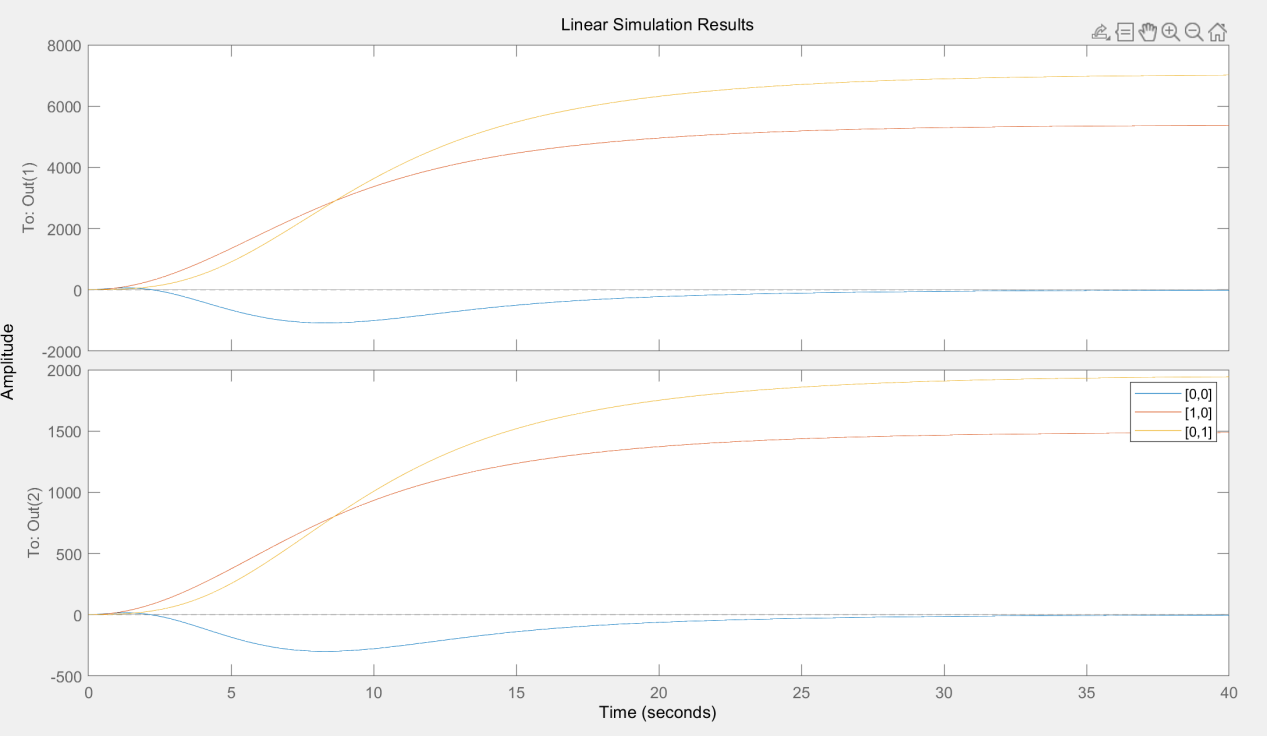 Linear Simulation Results
8000
6000
4000
2000
0
-2000
To: Out(1)
Amplitude
2000
1500
1000
500
0
-500
To: Out(2)
[0,0]
[1,0]
[0,1]
0 5 10 15 20 25 30 35 40
Time (seconds)